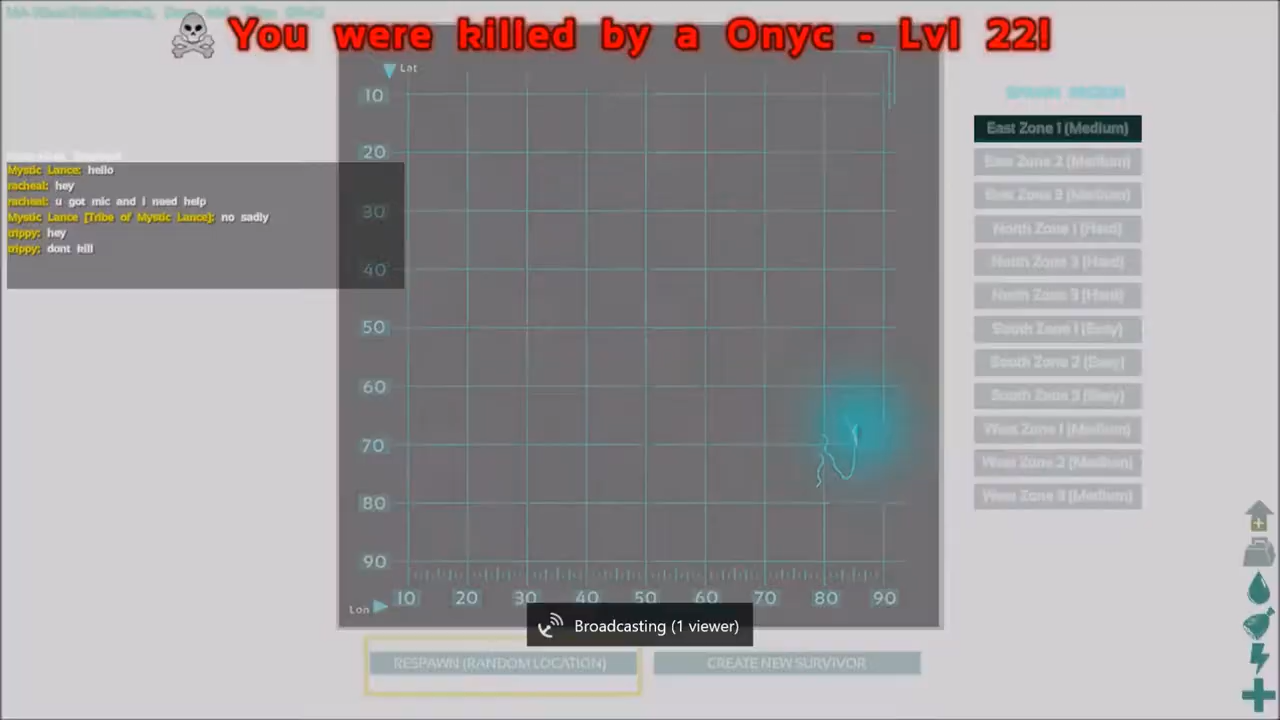 You were killed by a Onyc - Lvl 22!
Mystic Lance: hello
racheal: hey
racheal: u got mic and i need help
Mystic Lance [Tribe of Mystic Lance]: no sadly
trippy: hey
trippy: dont kill
Lat
10
20
30
40
50
60
70
80
90
Lon
10 20 30 40 50 60 70 80 90
SPAWN REGION
East Zone 1 (Medium)
East Zone 2 (Medium)
East Zone 3 (Medium)
North Zone 1 (Hard)
North Zone 3 (Hard)
South Zone 1 (Easy)
South Zone 2 (Easy)
South Zone 3 (Easy)
West Zone 1 (Medium)
West Zone 2 (Medium)
West Zone 3 (Medium)
Broadcasting (1 viewer)
RESPAWN (RANDOM LOCATION)
CREATE NEW SURVIVOR